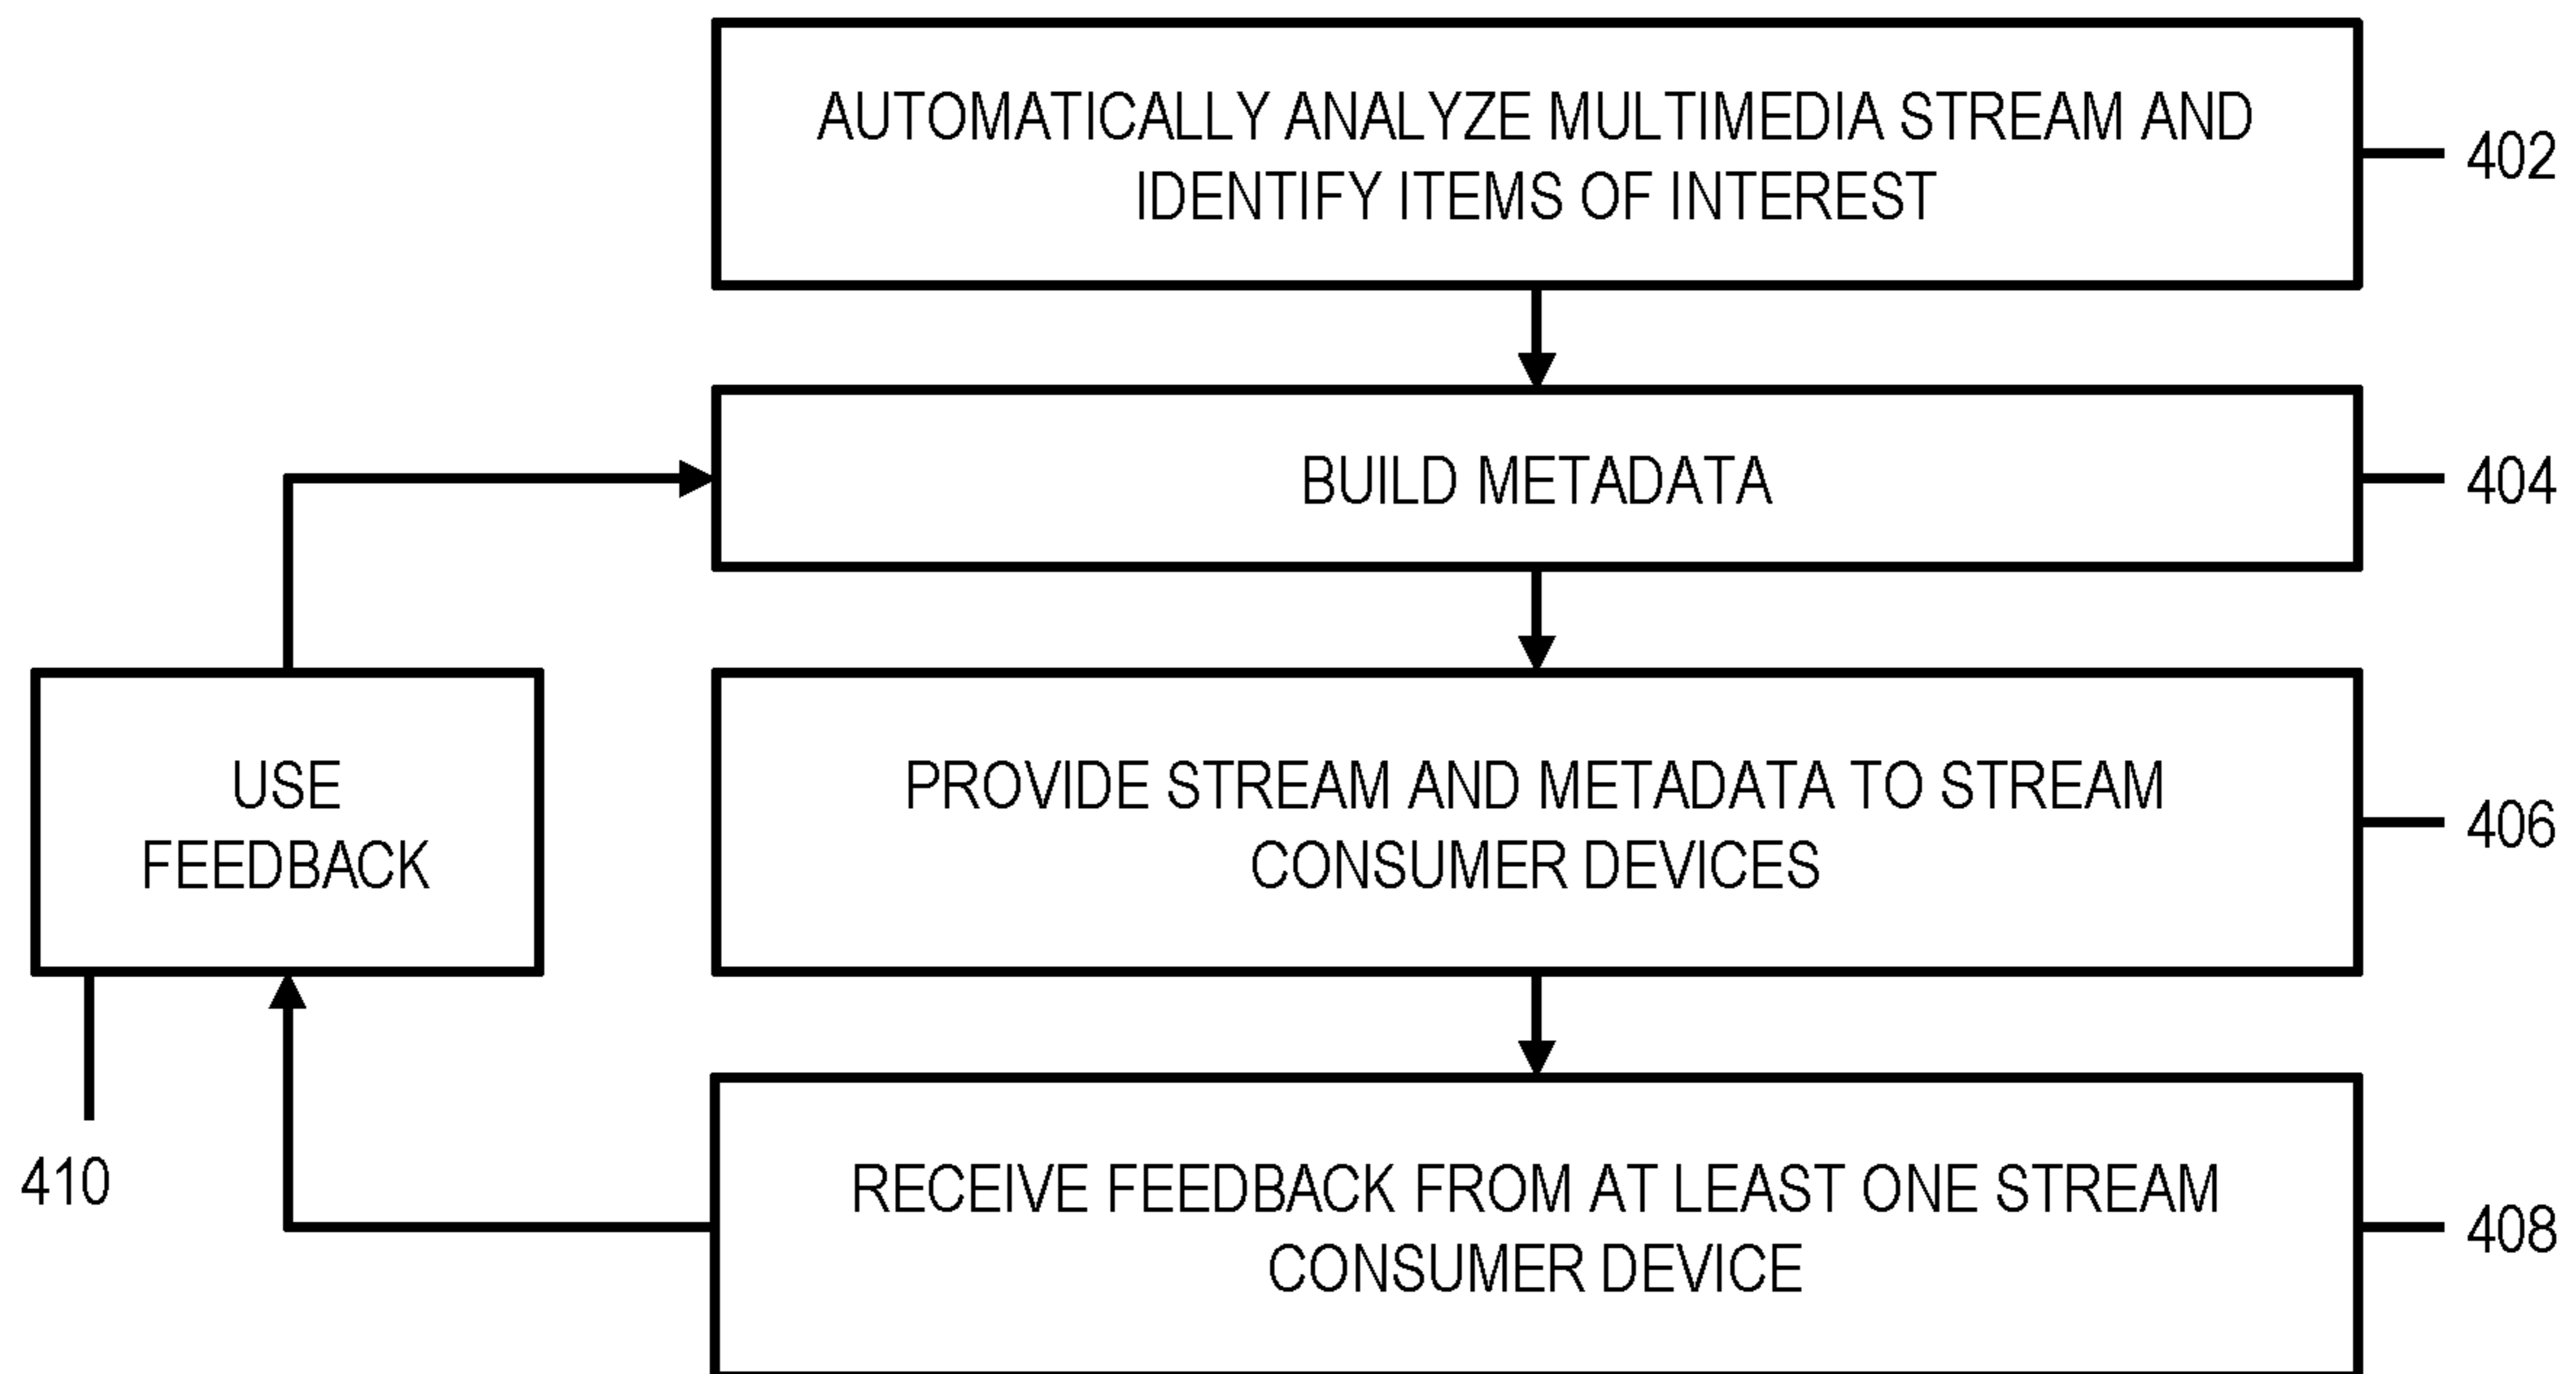 AUTOMATICALLY ANALYZE MULTIMEDIA STREAM AND
IDENTIFY ITEMS OF INTEREST
402
BUILD METADATA
404
USE
FEEDBACK
410
PROVIDE STREAM AND METADATA TO STREAM
CONSUMER DEVICES
406
RECEIVE FEEDBACK FROM AT LEAST ONE STREAM
CONSUMER DEVICE
408